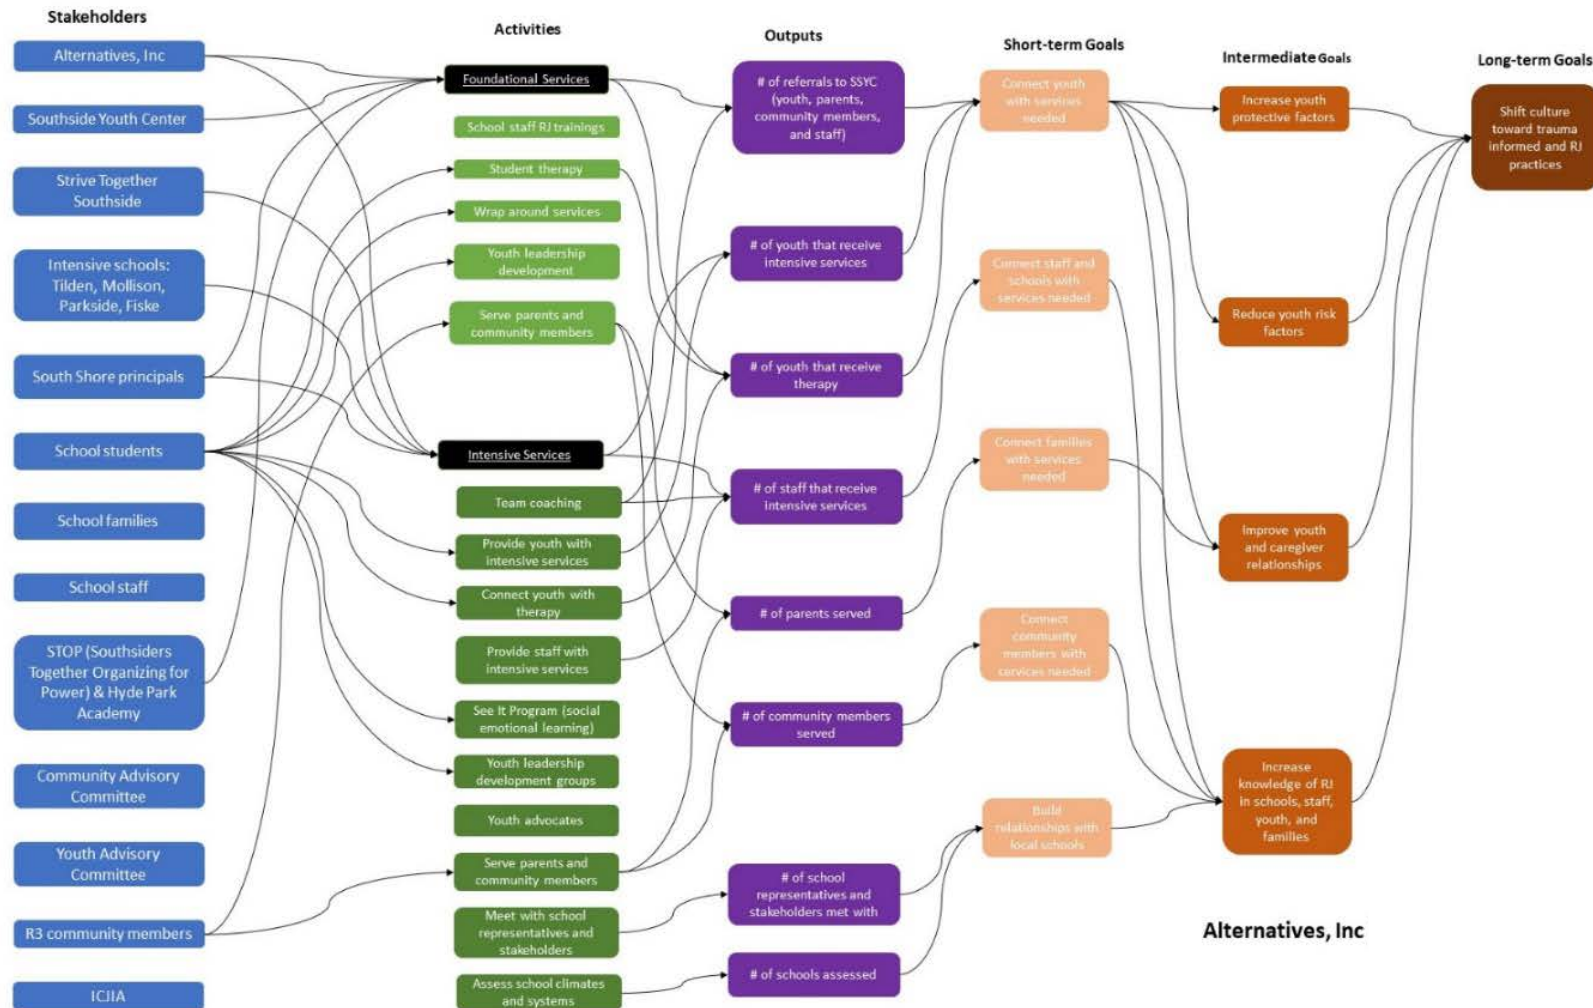 Stakeholders
Alternatives, Inc
Southside Youth Center
Strive Together
Southside
Intensive schools:
Tilden, Mollison,
Parkside, Fiske
South Shore principals
School students
School families
School staff
STOP (Southsiders
Together Organizing for
Power) & Hyde Park
Academy
Community Advisory
Committee
Youth Advisory
Committee
R3 community members
ICJIA
Activities
Foundational Services
School staff RJ trainings
Student therapy
Wrap around services
Youth leadership
development
Serve parents and
community members
Intensive Services
Team coaching
Provide youth with
intensive services
Connect youth with
therapy
Provide staff with
intensive services
See It Program (social
emotional learning)
Youth leadership
development groups
Youth advocates
Serve parents and
community members
Meet with school
representatives and
stakeholders
Assess school climates
and systems
Outputs
# of referrals to SSYC
(youth, parents,
community members,
and staff)
# of youth that receive
intensive services
# of youth that receive
therapy
# of staff that receive
intensive services
# of parents served
# of community members
served
# of school
representatives and
stakeholders met with
# of schools assessed
Short-term Goals
Connect youth
with services
needed
Connect staff and
schools with
services needed
Connect families
with services
needed
Connect
community
members with
services needed
Build
relationships with
local schools
Intermediate Goals
Increase youth
protective factors
Reduce youth risk
factors
Improve youth
and caregiver
relationships
Increase
knowledge of RJ
in schools, staff,
youth, and
families
Long-term Goals
Shift culture
toward trauma
informed and RJ
practices
Alternatives, Inc